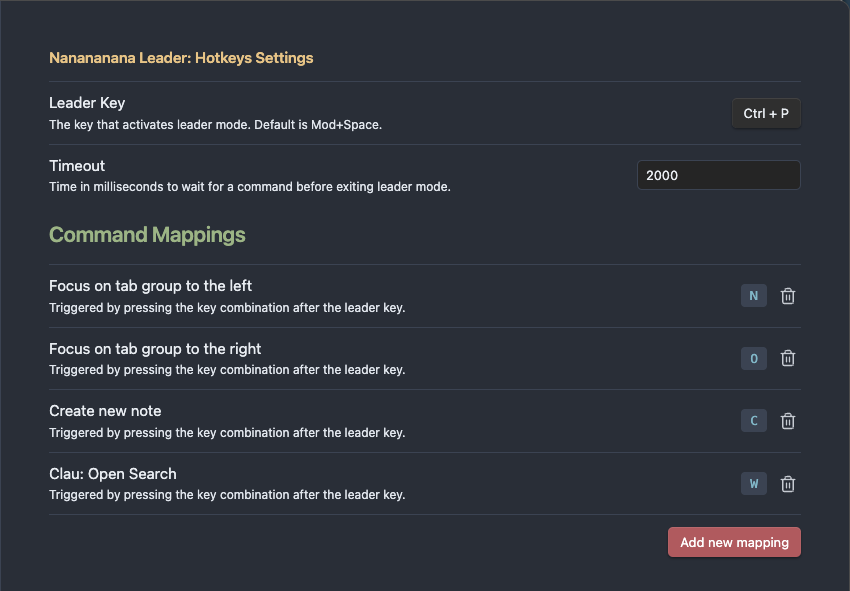 Nanananana Leader: Hotkeys Settings
Leader Key
The key that activates leader mode. Default is Mod+Space.
Ctrl + P
Timeout
Time in milliseconds to wait for a command before exiting leader mode.
2000
Command Mappings
Focus on tab group to the left
Triggered by pressing the key combination after the leader key.
N
Focus on tab group to the right
Triggered by pressing the key combination after the leader key.
O
Create new note
Triggered by pressing the key combination after the leader key.
C
Clau: Open Search
Triggered by pressing the key combination after the leader key.
W
Add new mapping